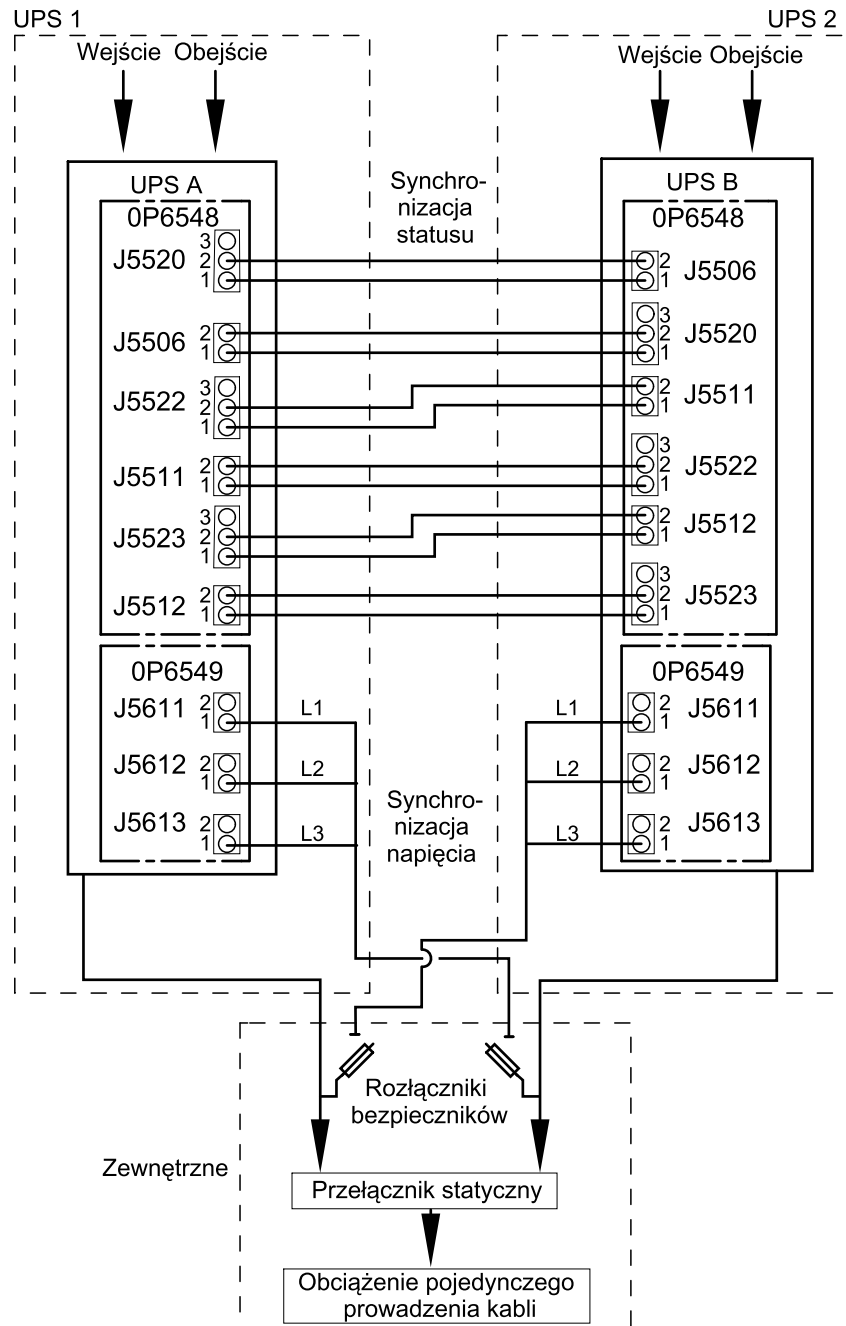 UPS 1
UPS 2
Wejście Obejście
Wejście Obejście
UPS A
UPS B
Synchro-
nizacja
statusu
0P6548
0P6548
J5520
3
2
1
2
1
J5506
J5506
2
1
3
2
1
J5520
J5522
3
2
1
2
1
J5511
J5511
2
1
3
2
1
J5522
J5523
3
2
1
2
1
J5512
J5512
2
1
3
2
1
J5523
0P6549
0P6549
J5611
2
1
L1
L1
2
1
J5611
J5612
2
1
L2
L2
2
1
J5612
Synchro-
nizacja
napięcia
J5613
2
1
L3
L3
2
1
J5613
Rozłączniki
bezpieczników
Zewnętrzne
Przełącznik statyczny
Obciążenie pojedynczego
prowadzenia kabli